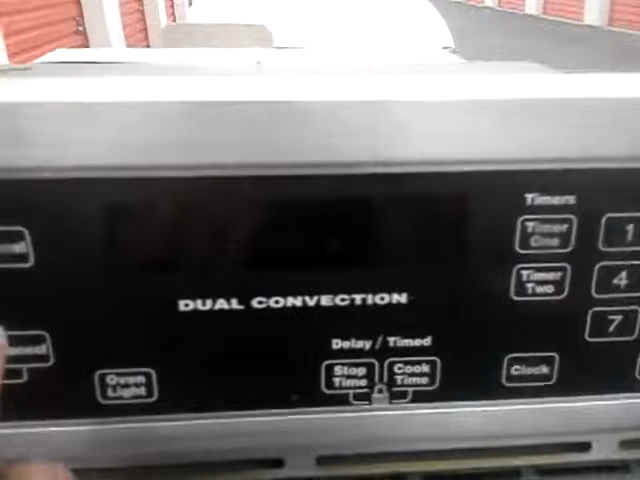 Timers
Timer
One
1
Timer
Two
4
DUAL CONVECTION
7
Delay / Timed
Oven
Light
Stop
Time
Cook
Time
Clock